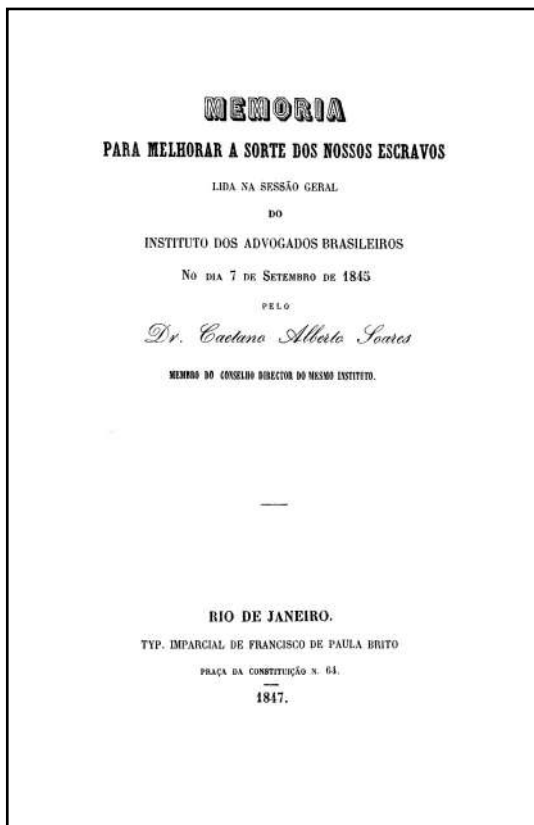 MEMORIA
PARA MELHORAR A SORTE DOS NOSSOS ESCRAVOS
LIDA NA SESSÃO GERAL
DO
INSTITUTO DOS ADVOGADOS BRASILEIROS
NO DIA 7 DE SETEMBRO DE 1845
PELO
Dr. Caetano Alberto Soares
MEMBRO DO CONSELHO DIRECTOR DO MESMO INSTITUTO.
RIO DE JANEIRO.
TYP. IMPARCIAL DE FRANCISCO DE PAULA BRITO
PRAÇA DA CONSTITUIÇÃO N. 64.
1847.